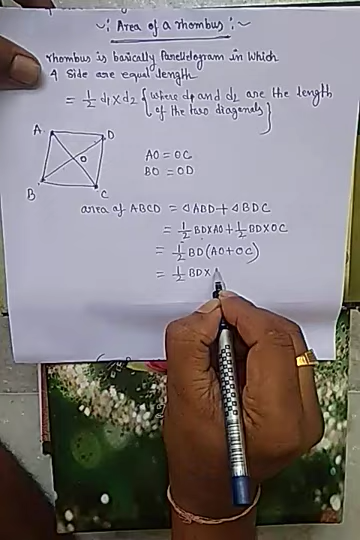 ~: Area of a rhombus :~
rhombus is basically Parellelogram in which
4 side are equal length
= 1/2 d1 x d2 { where d1 and d2 are the length
of the two diagonals }
A D
O
B C
AO = OC
BO = OD
area of ABCD = ◁ ABD + ◁ BDC
= 1/2 BD x AO + 1/2 BD x OC
= 1/2 BD (AO + OC)
= 1/2 BD x